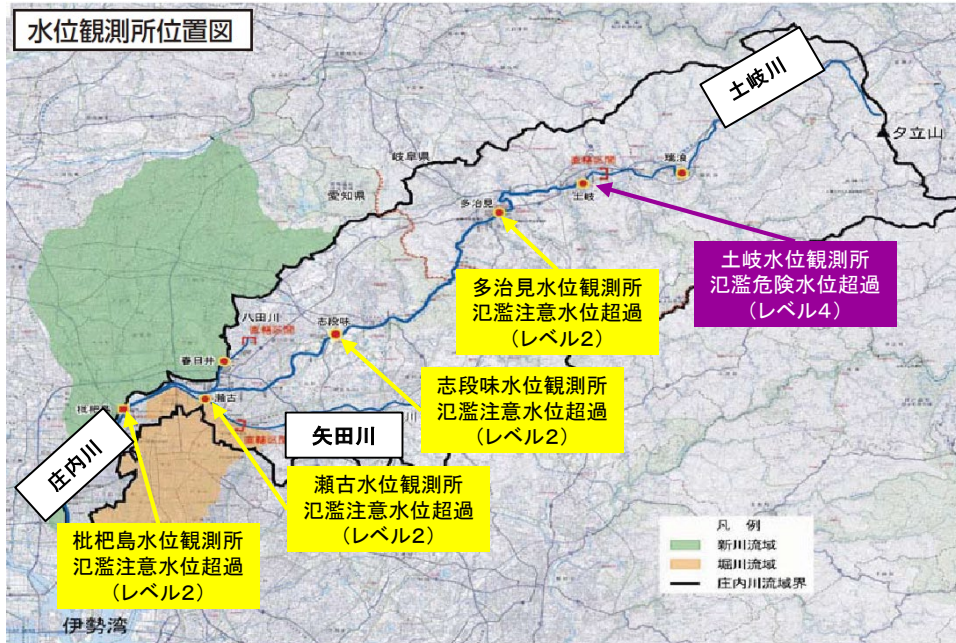 水位観測所位置図
土岐川
夕立山
岐阜県
愛知県
直轄区間
瑞浪
土岐
多治見
土岐水位観測所
氾濫危険水位超過
(レベル4)
多治見水位観測所
氾濫注意水位超過
(レベル2)
八田川
直轄区間
志段味
春日井
志段味水位観測所
氾濫注意水位超過
(レベル2)
枇杷島
瀬古
川
直轄区間
矢田川
庄内川
瀬古水位観測所
氾濫注意水位超過
(レベル2)
枇杷島水位観測所
氾濫注意水位超過
(レベル2)
凡 例
新川流域
堀川流域
庄内川流域界
伊勢湾